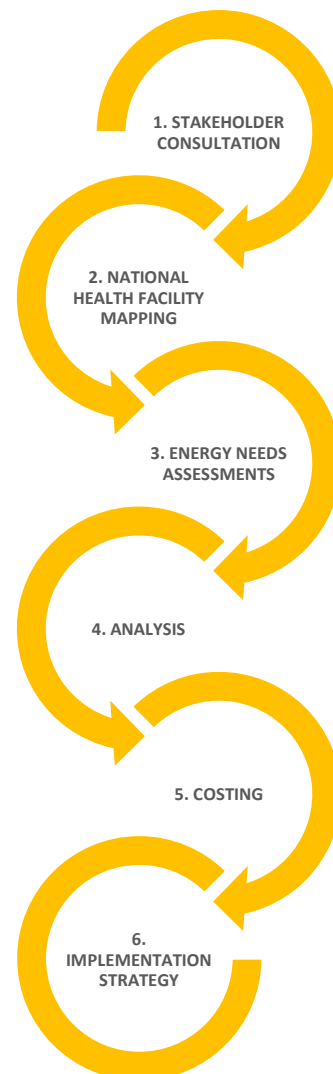 1. STAKEHOLDER
CONSULTATION
2. NATIONAL
HEALTH FACILITY
MAPPING
3. ENERGY NEEDS
ASSESSMENTS
4. ANALYSIS
5. COSTING
6.
IMPLEMENTATION
STRATEGY